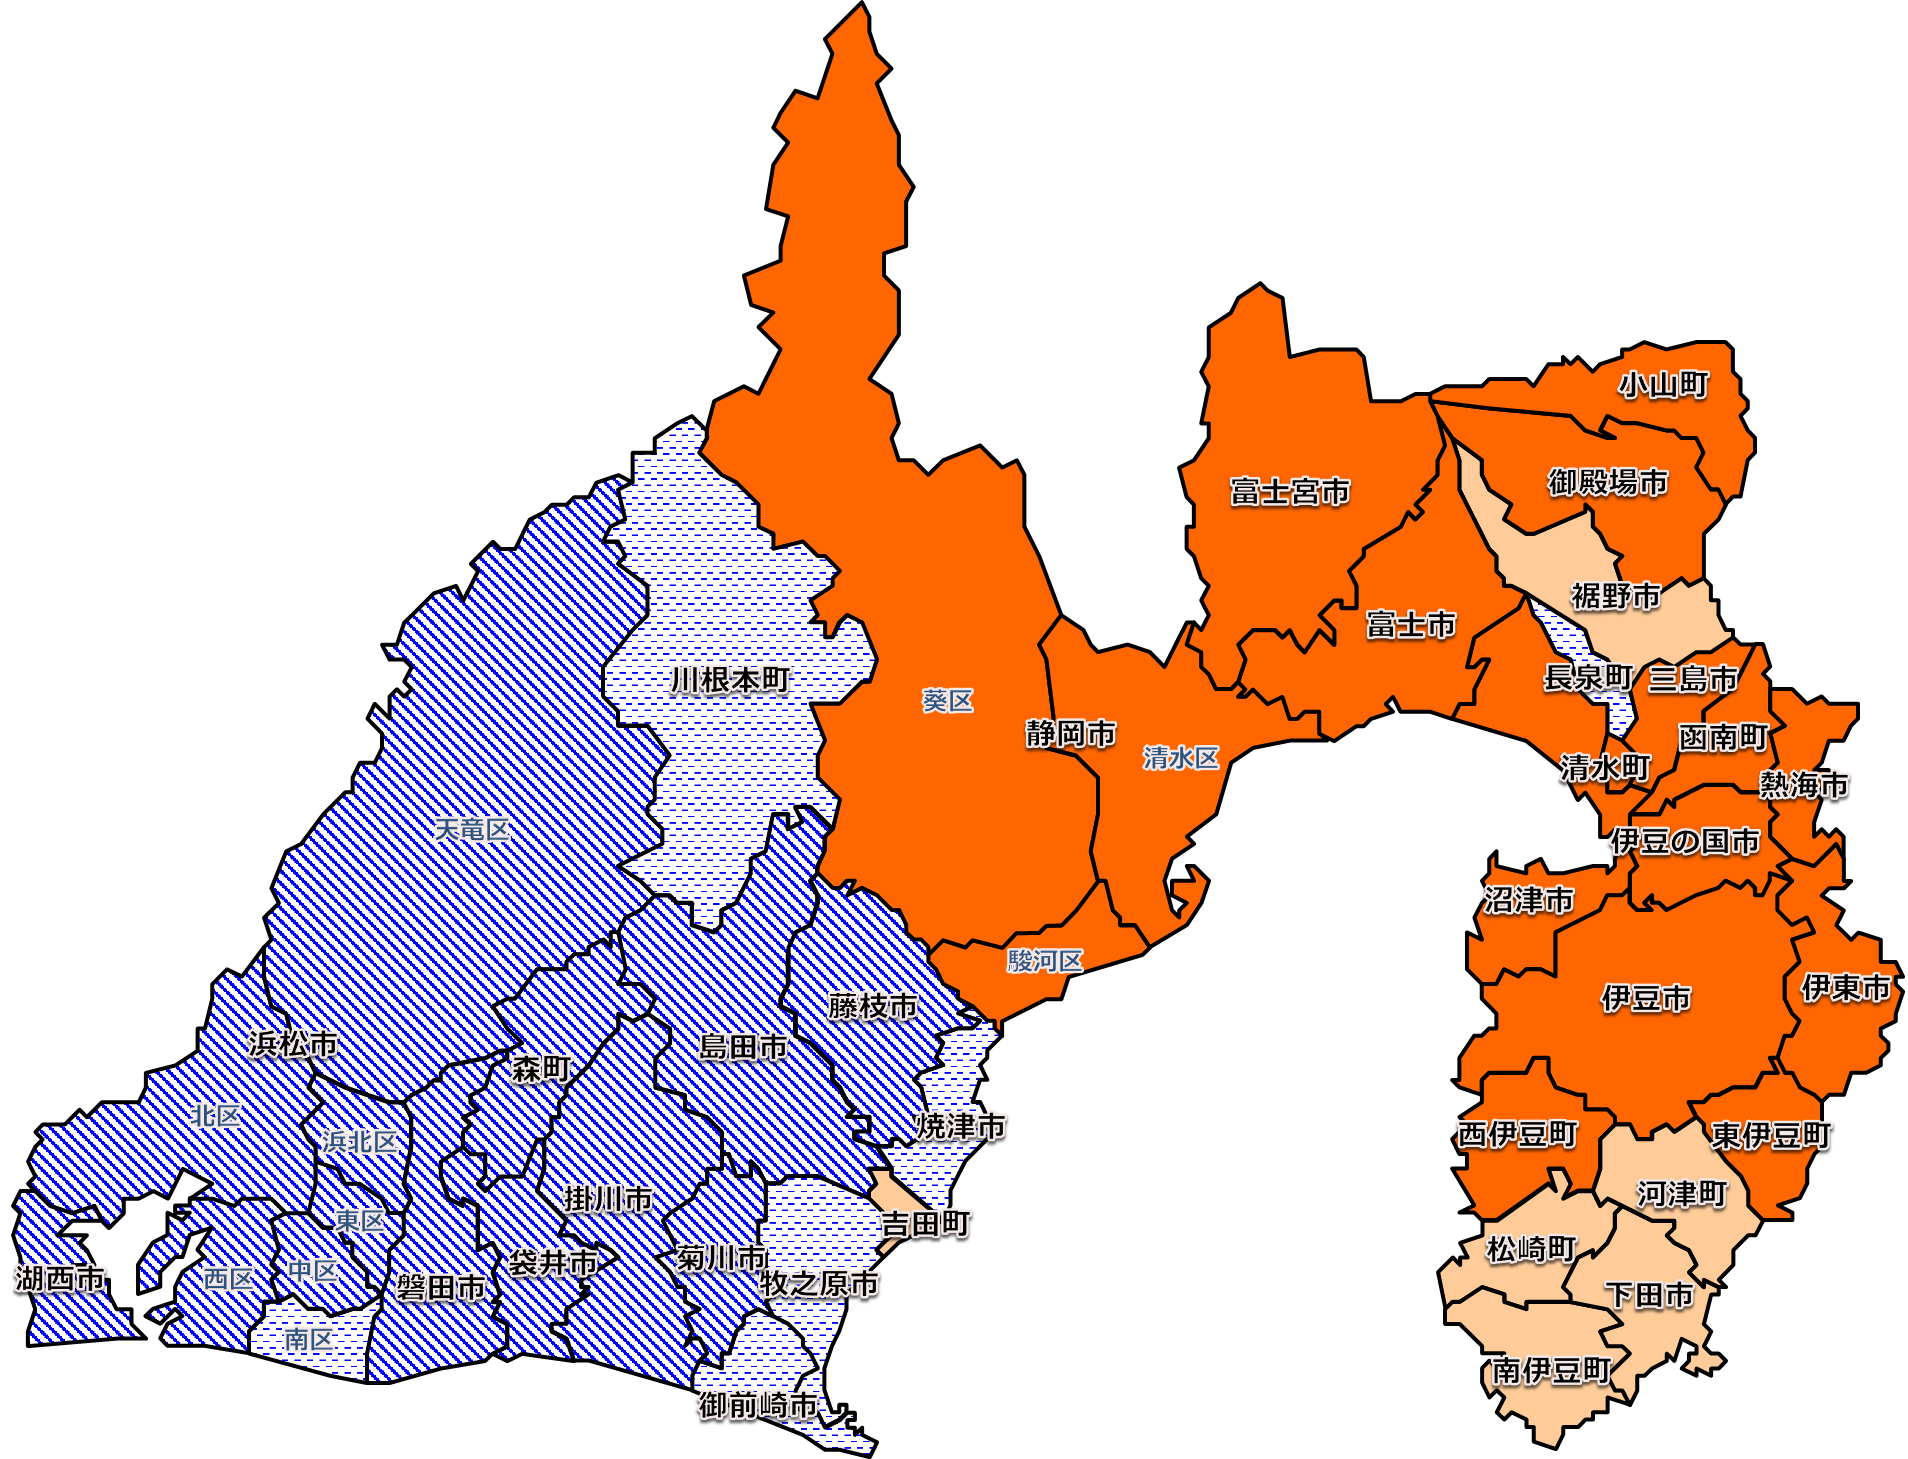 小山町
御殿場市
富士宮市
裾野市
富士市
長泉町
三島市
川根本町
葵区
静岡市
函南町
清水区
清水町
熱海市
天竜区
伊豆の国市
沼津市
駿河区
伊東市
伊豆市
藤枝市
浜松市
島田市
森町
北区
焼津市
西伊豆町
東伊豆町
浜北区
河津町
掛川市
東区
吉田町
松崎町
菊川市
袋井市
中区
湖西市
西区
磐田市
牧之原市
下田市
南区
南伊豆町
御前崎市